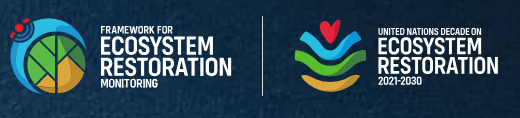 FRAMEWORK FOR
ECOSYSTEM
RESTORATION
MONITORING
UNITED NATIONS DECADE ON
ECOSYSTEM
RESTORATION
2021-2030